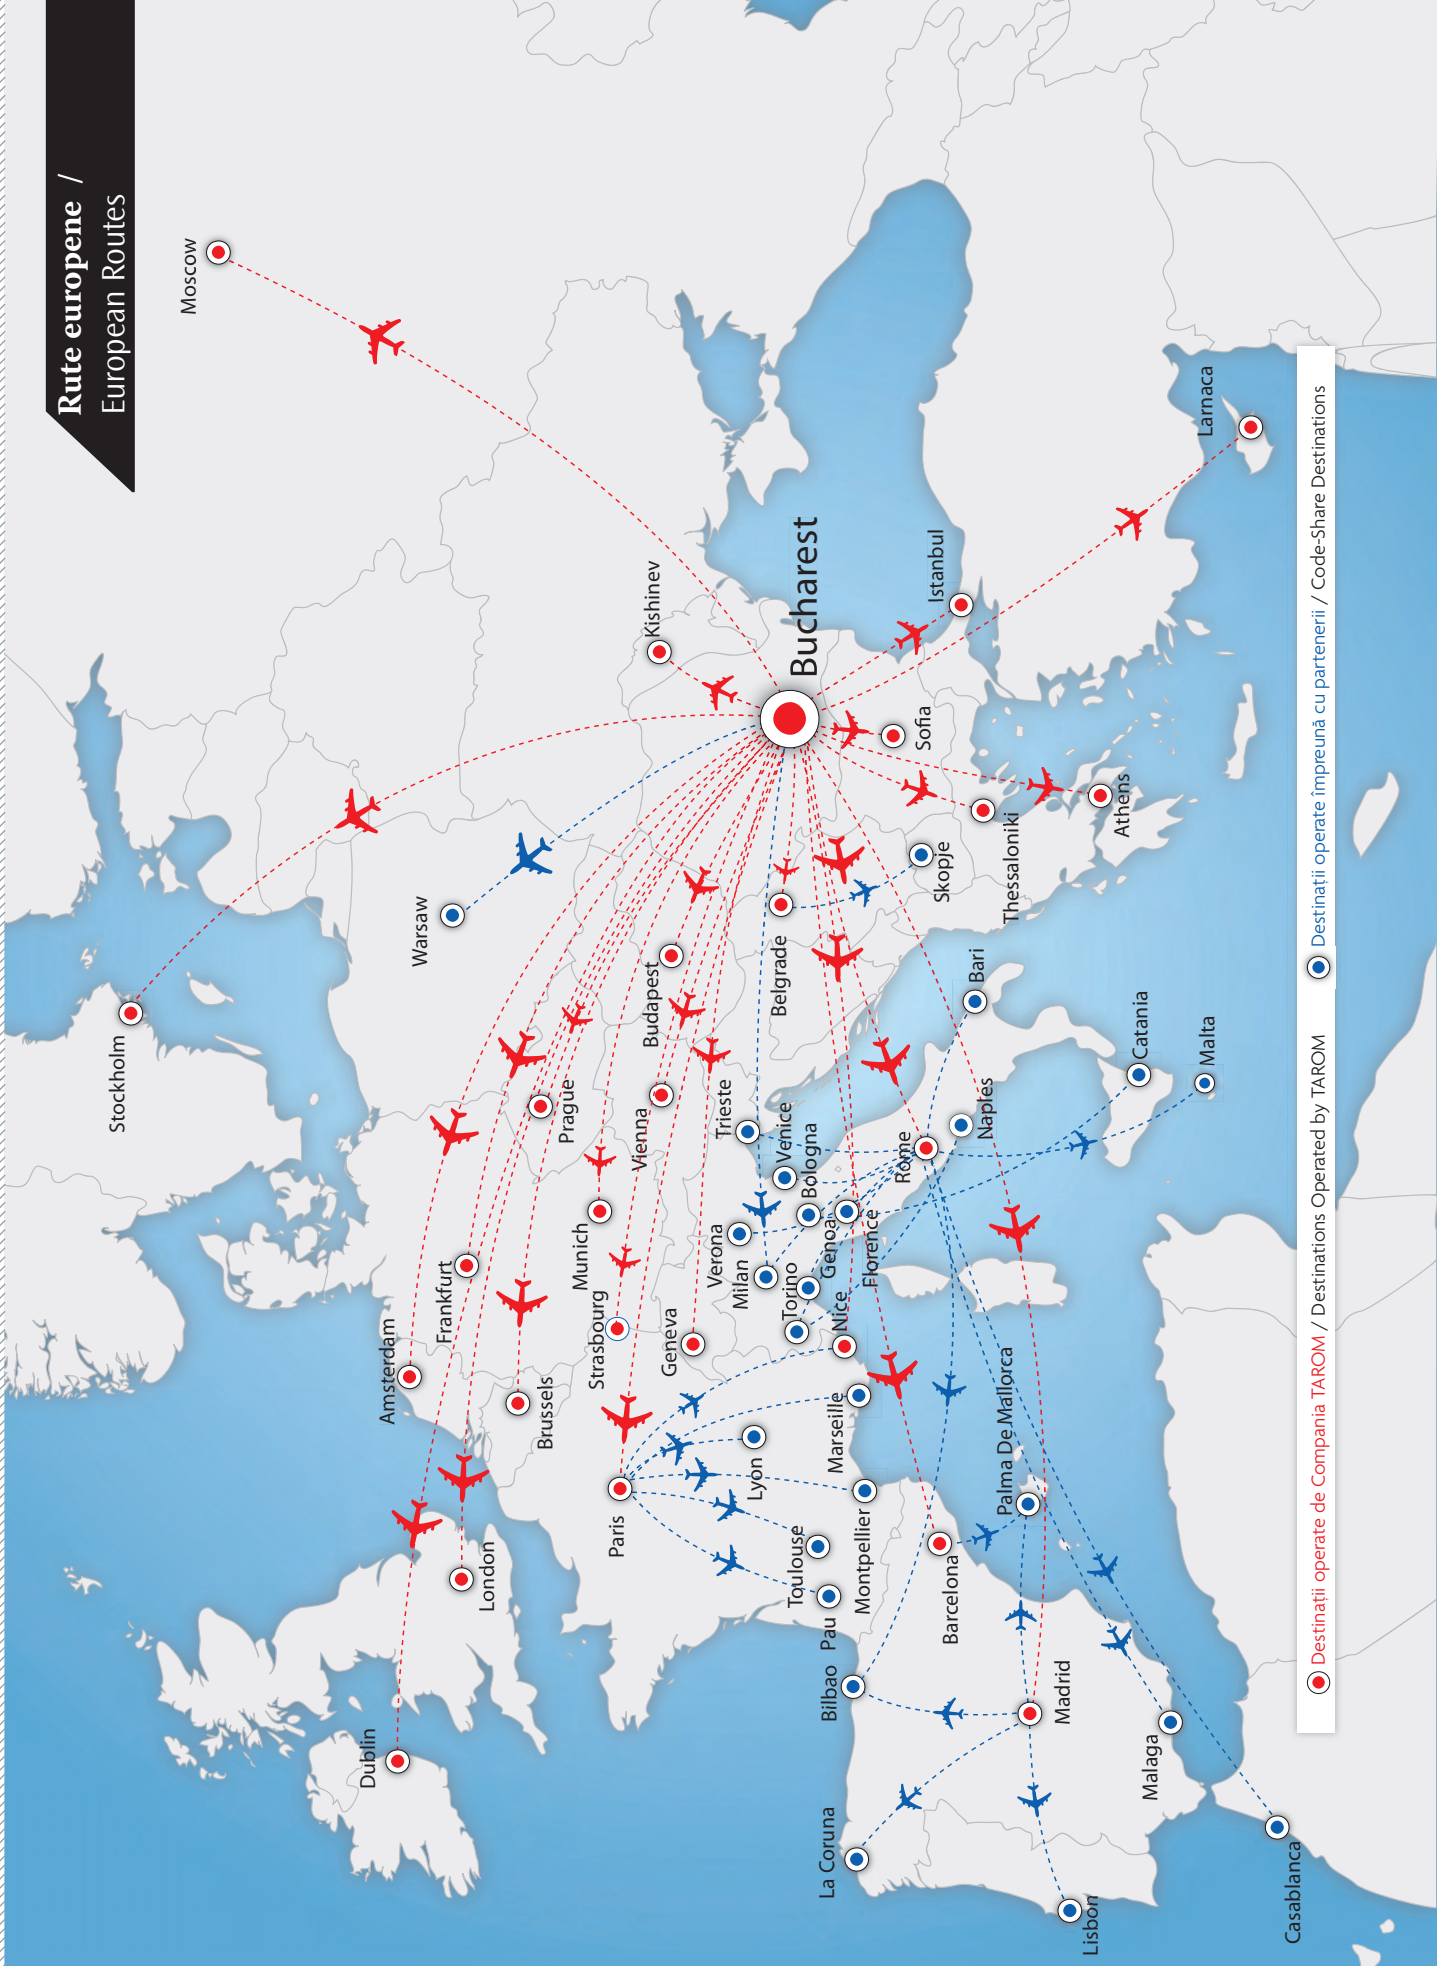 Rute europene /
European Routes
Moscow
Stockholm
Warsaw
Kishinev
Bucharest
Istanbul
Larnaca
Sofia
Athens
Thessaloniki
Skopje
Belgrade
Budapest
Vienna
Prague
Munich
Frankfurt
Amsterdam
Brussels
Strasbourg
Geneva
Paris
London
Dublin
Trieste
Venice
Bologna
Verona
Milan
Torino
Genoa
Florence
Nice
Rome
Naples
Bari
Catania
Malta
Lyon
Marseille
Montpellier
Toulouse
Pau
Barcelona
Palma De Mallorca
Bilbao
Madrid
La Coruna
Lisbon
Malaga
Casablanca
Destinații operate de Compania TAROM / Destinations Operated by TAROM
Destinații operate împreună cu partenerii / Code-Share Destinations